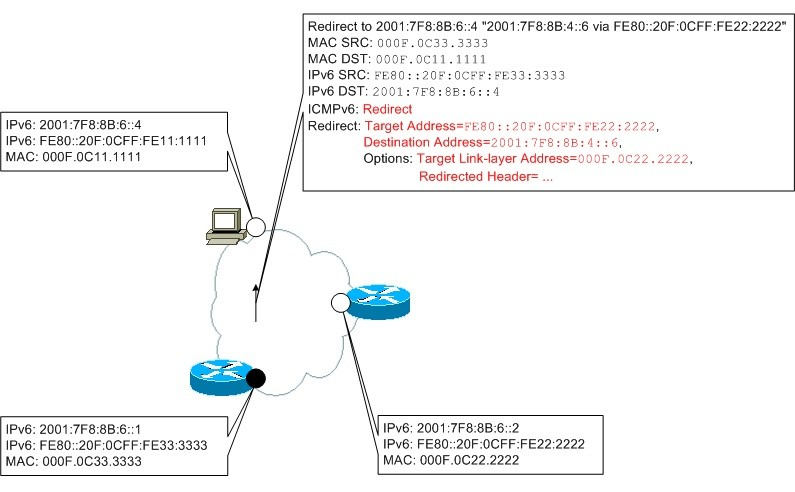 Redirect to 2001:7F8:8B:6::4 "2001:7F8:8B:4::6 via FE80::20F:0CFF:FE22:2222"
MAC SRC: 000F.0C33.3333
MAC DST: 000F.0C11.1111
IPv6 SRC: FE80::20F:0CFF:FE33:3333
IPv6 DST: 2001:7F8:8B:6::4
ICMPv6: Redirect
Redirect: Target Address=FE80::20F:0CFF:FE22:2222,
Destination Address=2001:7F8:8B:4::6,
Options: Target Link-layer Address=000F.0C22.2222,
Redirected Header= ...
IPv6: 2001:7F8:8B:6::4
IPv6: FE80::20F:0CFF:FE11:1111
MAC: 000F.0C11.1111
IPv6: 2001:7F8:8B:6::1
IPv6: FE80::20F:0CFF:FE33:3333
MAC: 000F.0C33.3333
IPv6: 2001:7F8:8B:6::2
IPv6: FE80::20F:0CFF:FE22:2222
MAC: 000F.0C22.2222